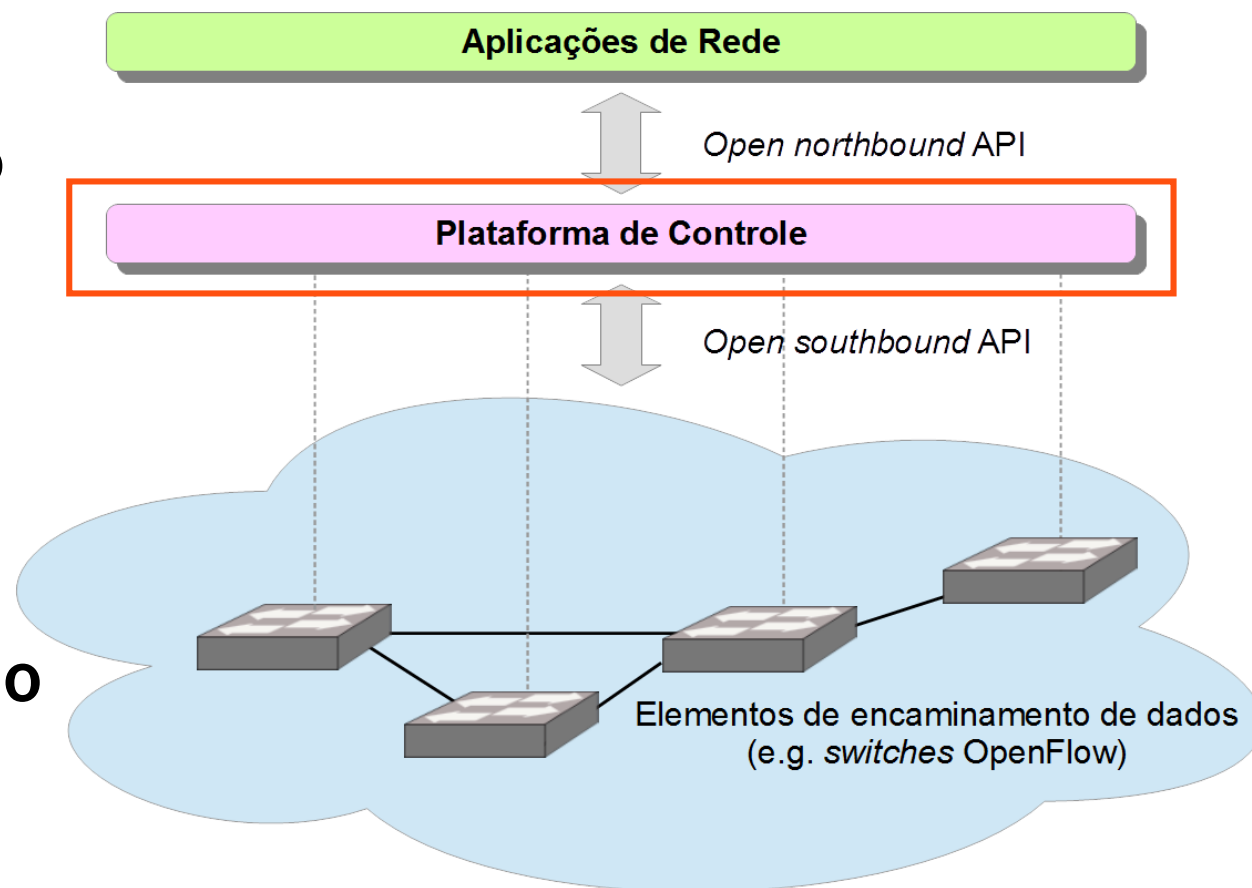 Aplicações de Rede
Open northbound API
o
Plataforma de Controle
Open southbound API
o
Elementos de encaminamento de dados
(e.g. switches OpenFlow)